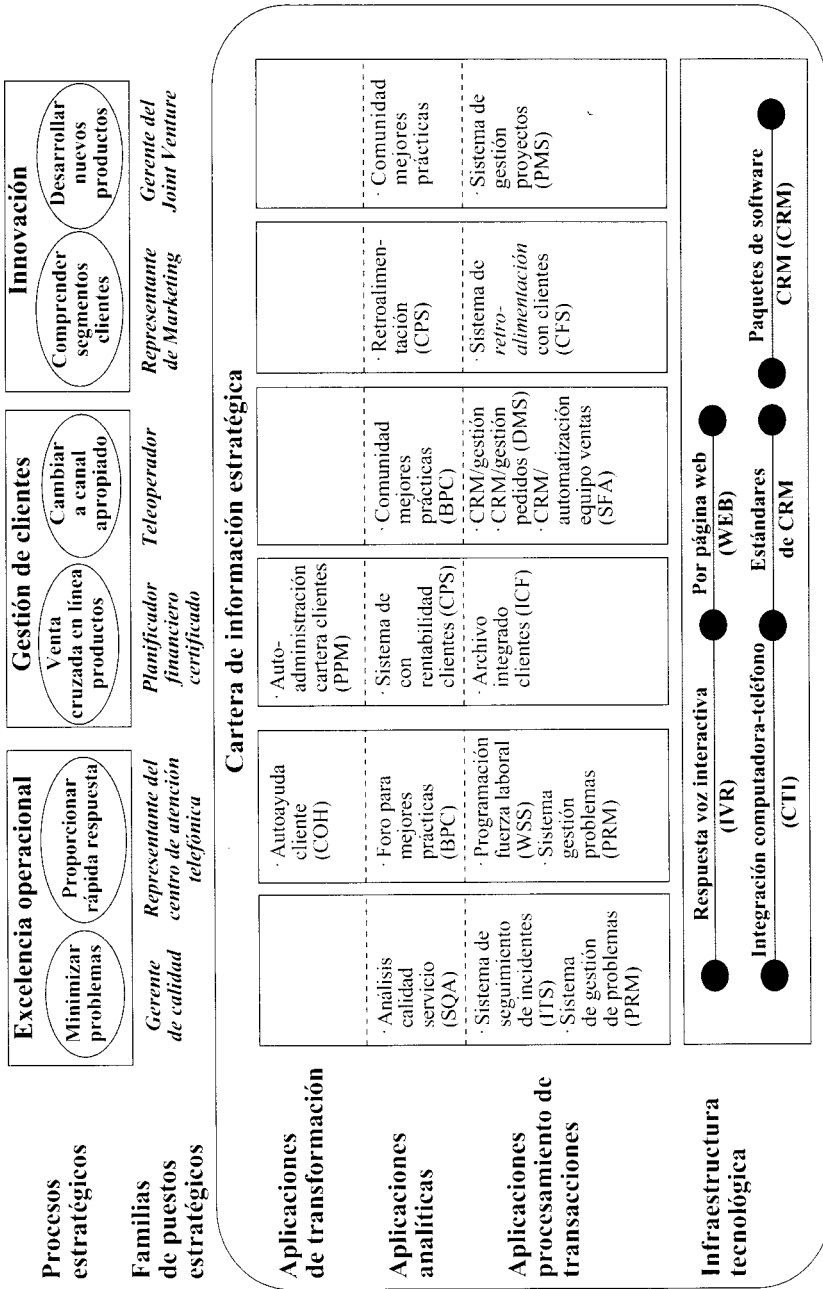 Procesos
estratégicos
Excelencia operacional
Minimizar
problemas
Proporcionar
rápida respuesta
Gestión de clientes
Venta
cruzada en línea
productos
Cambiar
a canal
apropiado
Innovación
Comprender
segmentos
clientes
Desarrollar
nuevos
productos
Familias
de puestos
estratégicos
Gerente
de calidad
Representante del
centro de atención
telefónica
Planificador
financiero
certificado
Teleoperador
Representante
de Marketing
Gerente del
Joint Venture
Cartera de información estratégica
Aplicaciones
de transformación
· Autoayuda
cliente
(COH)
· Auto-
administración
cartera clientes
(PPM)
Aplicaciones
analíticas
· Análisis
calidad
servicio
(SQA)
· Foro para
mejores
prácticas
(BPC)
· Sistema de
con
rentabilidad
clientes (CPS)
· Comunidad
mejores
prácticas
(BPC)
· Retroalimen-
tación
(CPS)
· Comunidad
mejores
prácticas
Aplicaciones
procesamiento de
transacciones
· Sistema de
seguimiento
de incidentes
(ITS)
· Sistema
de gestión
de problemas
(PRM)
· Programación
fuerza laboral
(WSS)
· Sistema
gestión
problemas
(PRM)
· Archivo
integrado
clientes (ICF)
· CRM/gestión
· CRM/gestión
pedidos (DMS)
· CRM/
automatización
equipo ventas
(SFA)
· Sistema de
retro-
alimentación
con clientes
(CFS)
· Sistema de
gestión
proyectos
(PMS)
Infraestructura
tecnológica
Respuesta voz interactiva
(IVR)
Por página web
(WEB)
Integración computadora-teléfono
(CTI)
Estándares
de CRM
Paquetes de software
CRM (CRM)